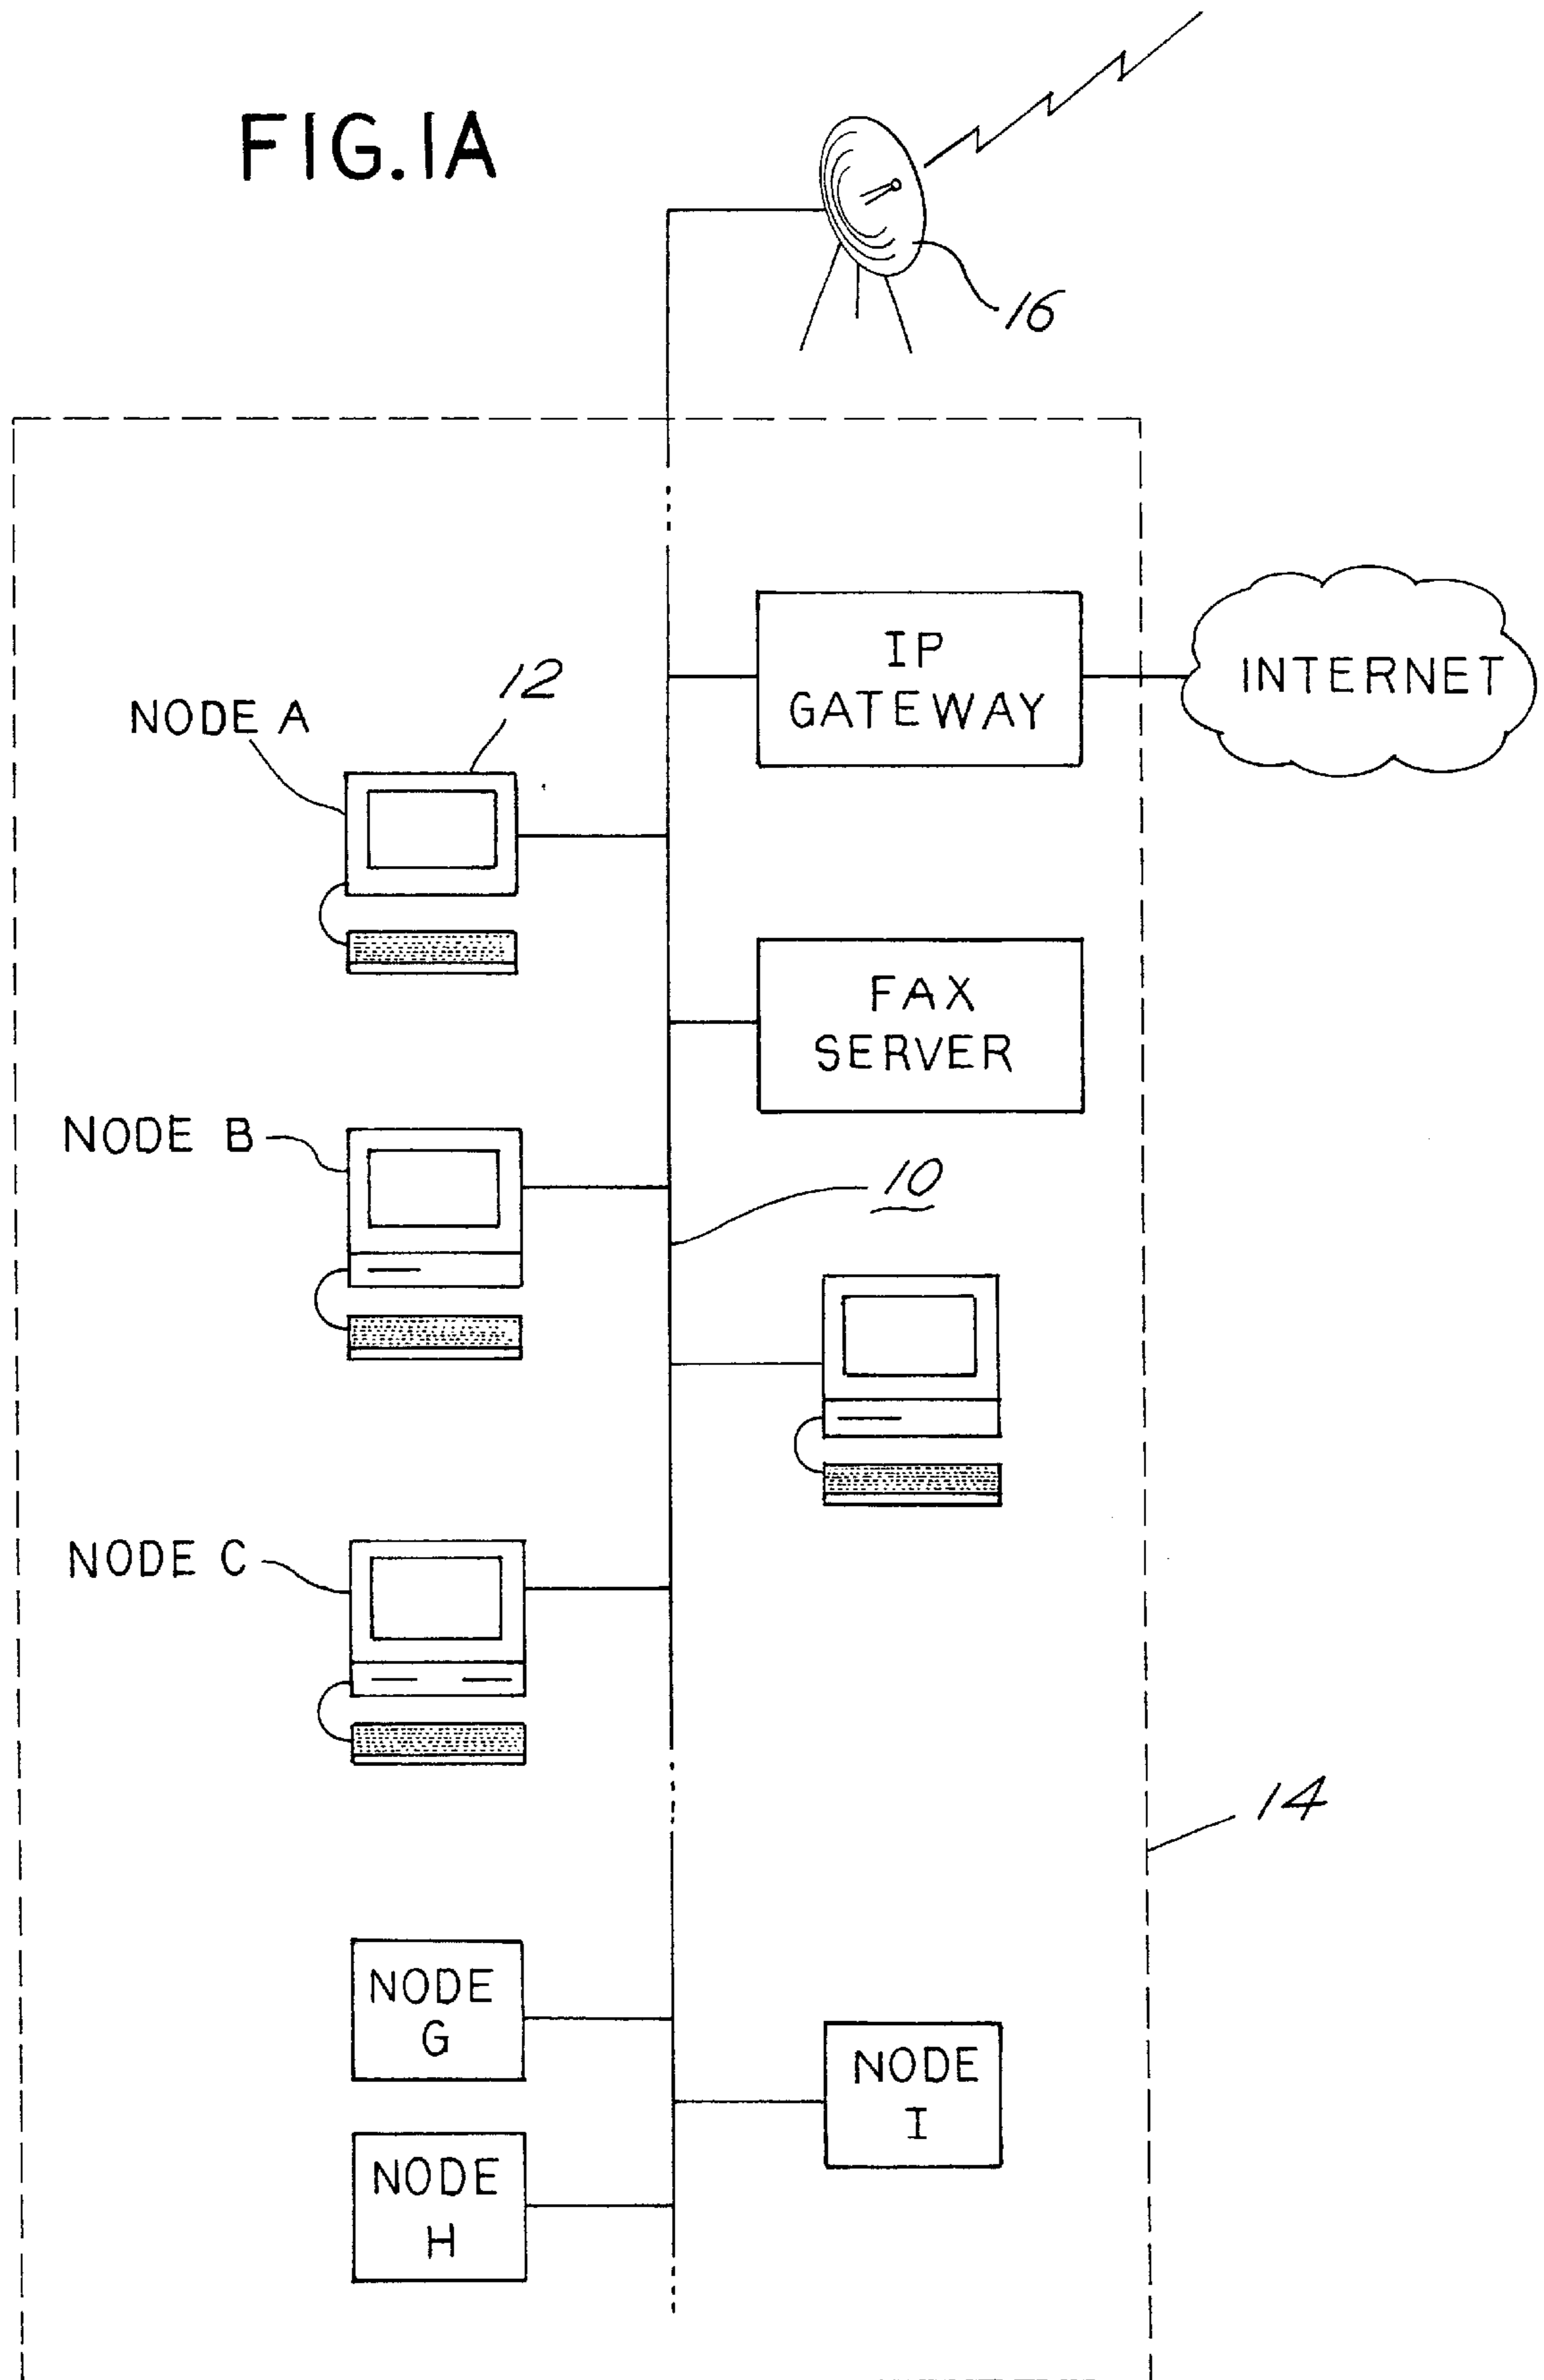 FIG.1A
16
IP
GATEWAY
INTERNET
12
NODE A
FAX
SERVER
NODE B
10
NODE C
14
NODE
G
NODE
I
NODE
H